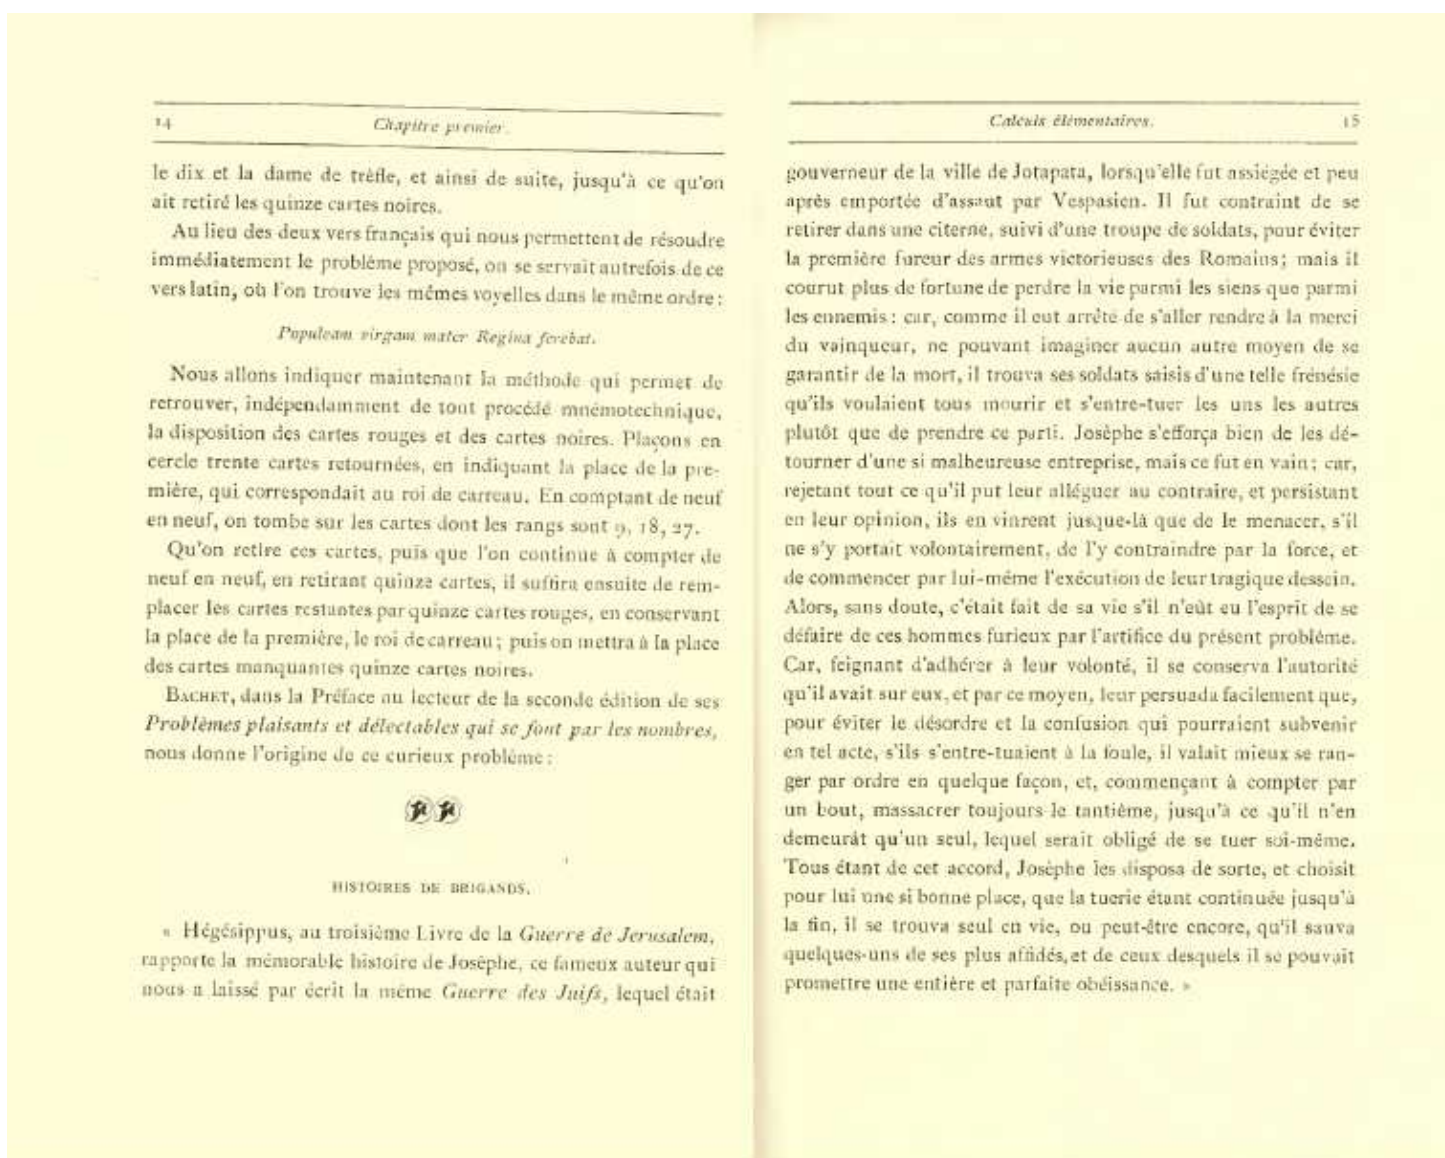 14
Chapitre premier.
le dix et la dame de trèfle, et ainsi de suite, jusqu'à ce qu'on
ait retiré les quinze cartes noires.
Au lieu des deux vers français qui nous permettent de résoudre
immédiatement le problème proposé, on se servait autrefois de ce
vers latin, où l'on trouve les mêmes voyelles dans le même ordre :
Populeam virgam mater Regina ferebat.
Nous allons indiquer maintenant la méthode qui permet de
retrouver, indépendamment de tout procédé mnémotechnique,
la disposition des cartes rouges et des cartes noires. Plaçons en
cercle trente cartes retournées, en indiquant la place de la pre-
mière, qui correspondait au roi de carreau. En comptant de neuf
en neuf, on tombe sur les cartes dont les rangs sont 9, 18, 27.
Qu'on retire ces cartes, puis que l'on continue à compter de
neuf en neuf, en retirant quinze cartes, il suffira ensuite de rem-
placer les cartes restantes par quinze cartes rouges, en conservant
la place de la première, le roi de carreau ; puis on mettra à la place
des cartes manquantes quinze cartes noires.
BACHET, dans la Préface au lecteur de la seconde édition de ses
Problèmes plaisants et délectables qui se font par les nombres,
nous donne l'origine de ce curieux problème :
HISTOIRES DE BRIGANDS.
« Hégésippus, au troisième Livre de la Guerre de Jerusalem,
rapporte la mémorable histoire de Josèphe, ce fameux auteur qui
nous a laissé par écrit la même Guerre des Juifs, lequel était
Calculs élémentaires.
15
gouverneur de la ville de Jotapata, lorsqu'elle fut assiégée et peu
après emportée d'assaut par Vespasien. Il fut contraint de se
retirer dans une citerne, suivi d'une troupe de soldats, pour éviter
la première fureur des armes victorieuses des Romains ; mais il
courut plus de fortune de perdre la vie parmi les siens que parmi
les ennemis : car, comme il eut arrêté de s'aller rendre à la merci
du vainqueur, ne pouvant imaginer aucun autre moyen de se
garantir de la mort, il trouva ses soldats saisis d'une telle frénésie
qu'ils voulaient tous mourir et s'entre-tuer les uns les autres
plutôt que de prendre ce parti. Josèphe s'efforça bien de les dé-
tourner d'une si malheureuse entreprise, mais ce fut en vain ; car,
rejetant tout ce qu'il put leur alléguer au contraire, et persistant
en leur opinion, ils en vinrent jusque-là que de le menacer, s'il
ne s'y portait volontairement, de l'y contraindre par la force, et
de commencer par lui-même l'exécution de leur tragique dessein.
Alors, sans doute, c'était fait de sa vie s'il n'eût eu l'esprit de se
défaire de ces hommes furieux par l'artifice du présent problème.
Car, feignant d'adhérer à leur volonté, il se conserva l'autorité
qu'il avait sur eux, et par ce moyen, leur persuada facilement que,
pour éviter le désordre et la confusion qui pourraient subvenir
en tel acte, s'ils s'entre-tuaient à la foule, il valait mieux se ran-
ger par ordre en quelque façon, et, commençant à compter par
un bout, massacrer toujours le tantième, jusqu'à ce qu'il n'en
demeurât qu'un seul, lequel serait obligé de se tuer soi-même.
Tous étant de cet accord, Josèphe les disposa de sorte, et choisit
pour lui une si bonne place, que la tuerie étant continuée jusqu'à
la fin, il se trouva seul en vie, ou peut-être encore, qu'il sauva
quelques-uns de ses plus affidés, et de ceux desquels il se pouvait
promettre une entière et parfaite obéissance. »